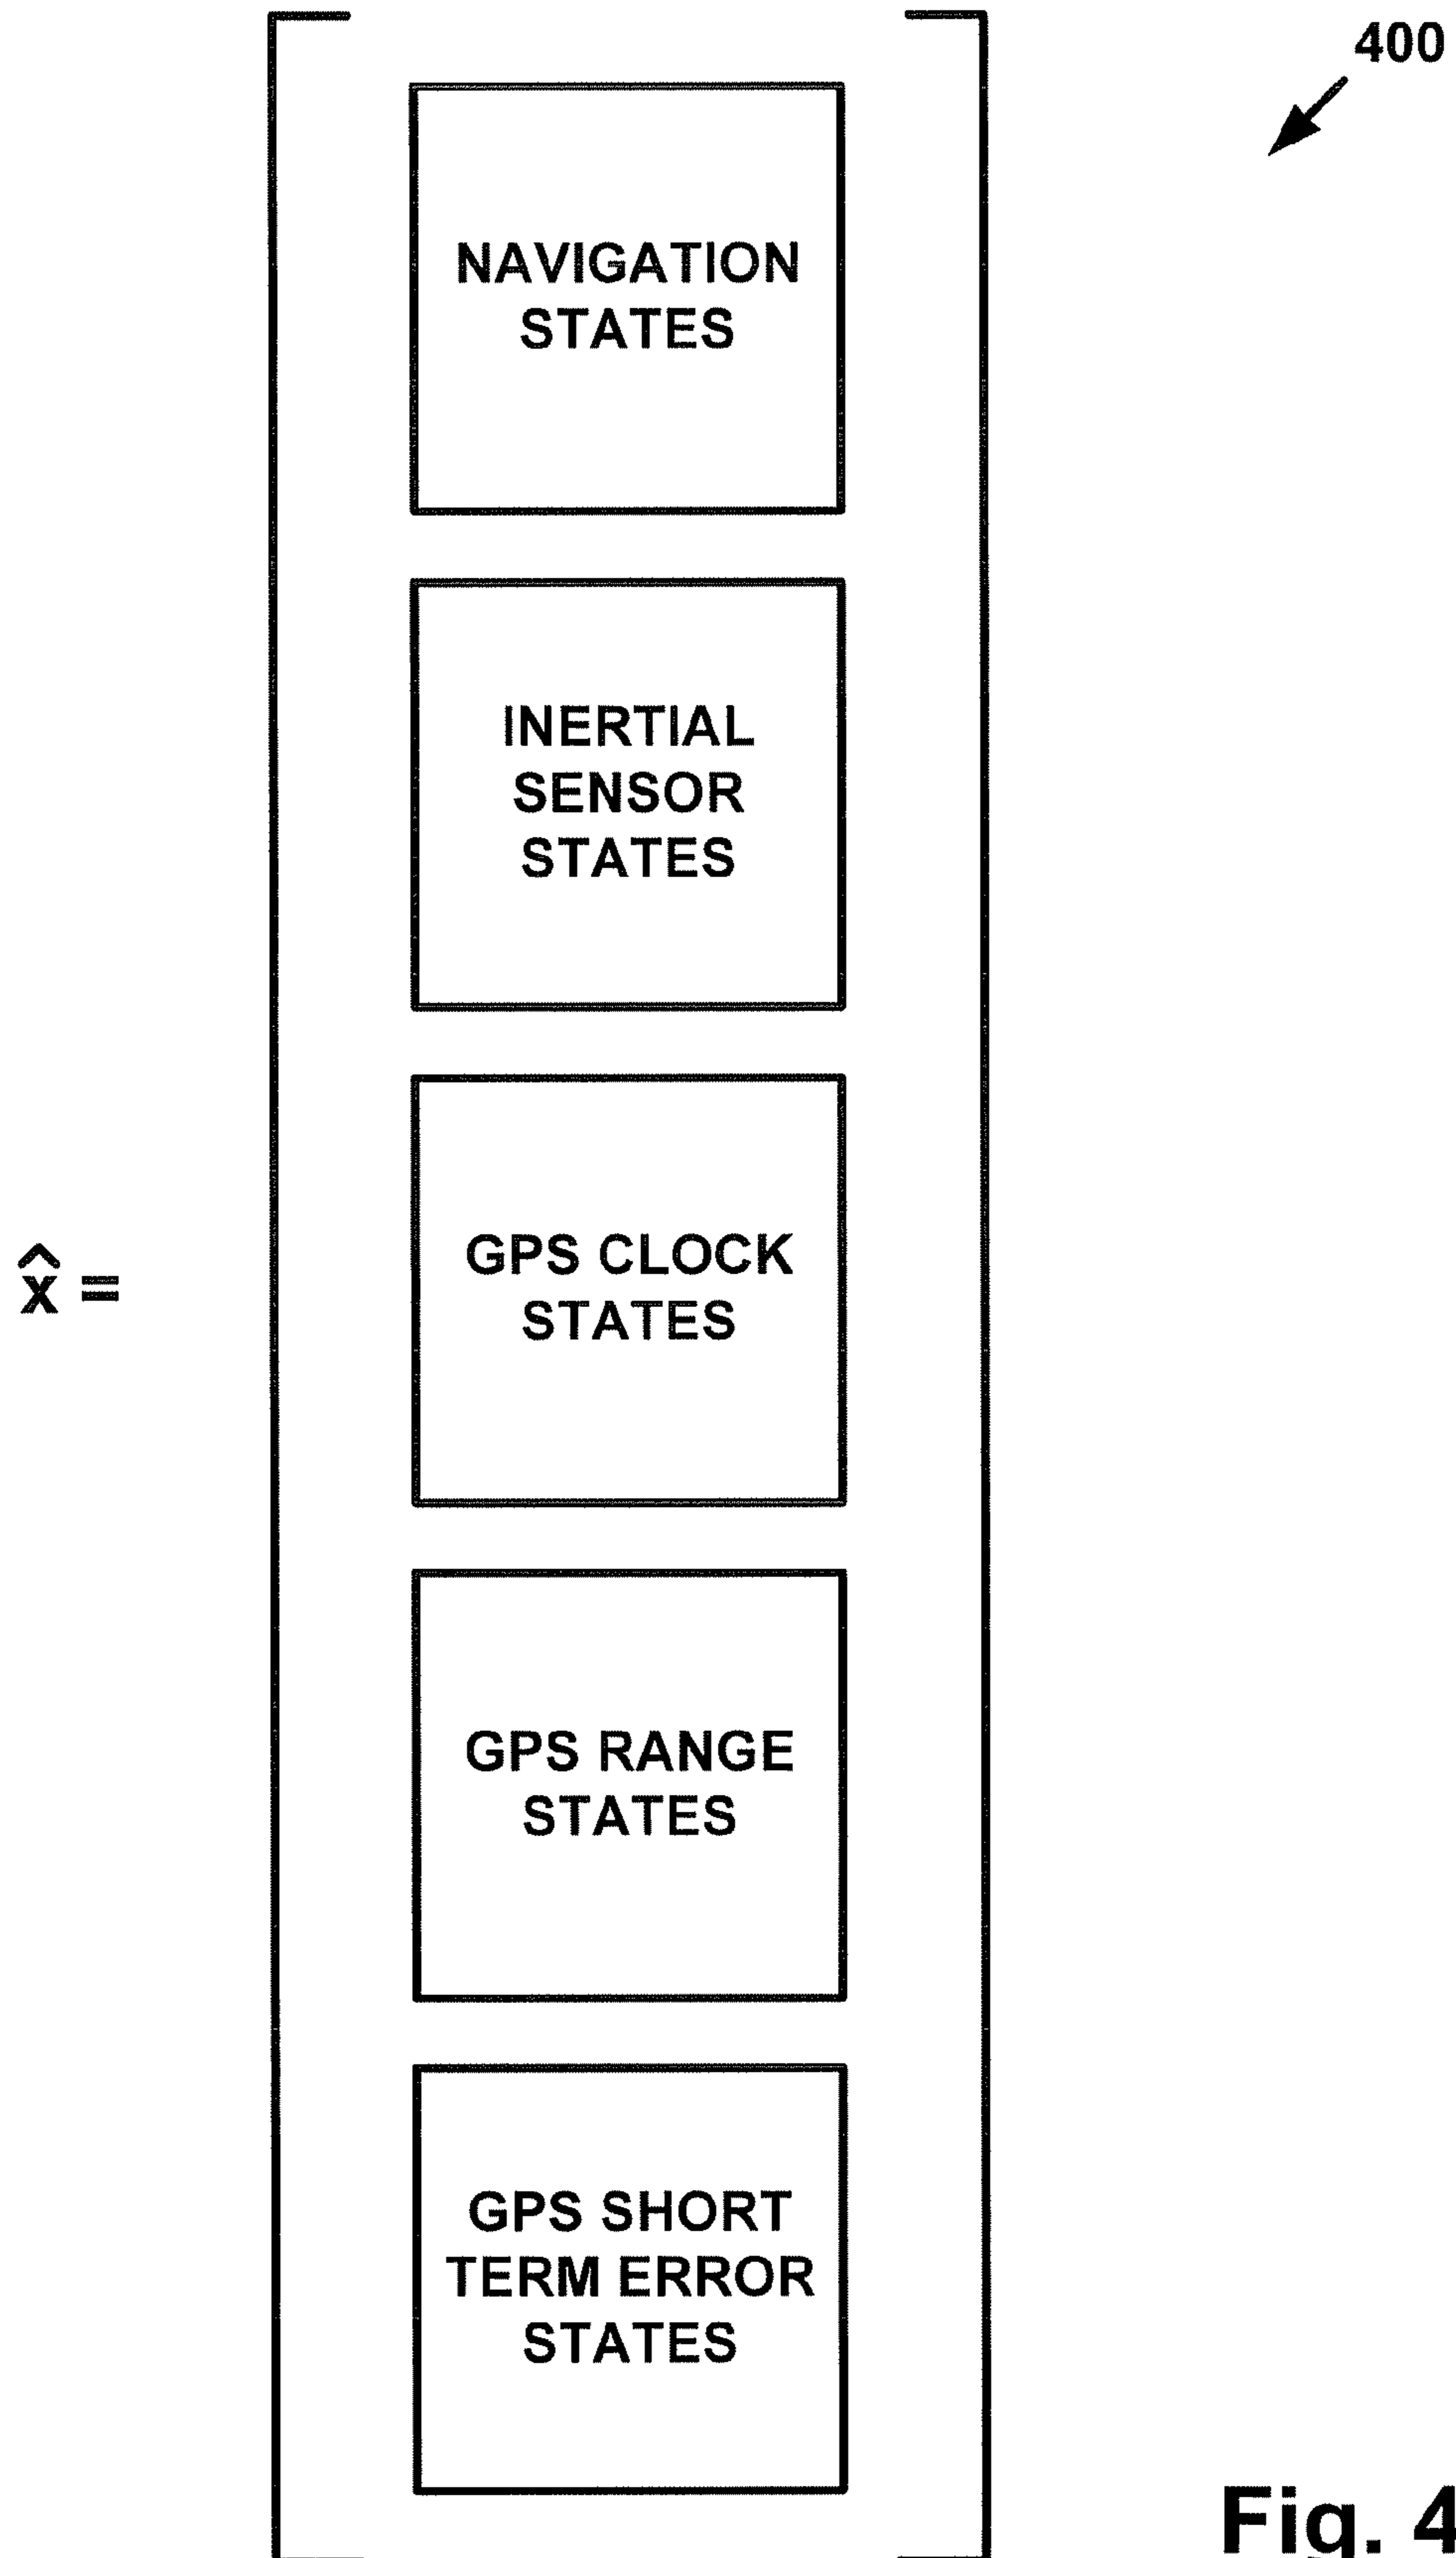 400
NAVIGATION
STATES
INERTIAL
SENSOR
STATES
GPS CLOCK
STATES
x̂ =
GPS RANGE
STATES
GPS SHORT
TERM ERROR
STATES
Fig. 4